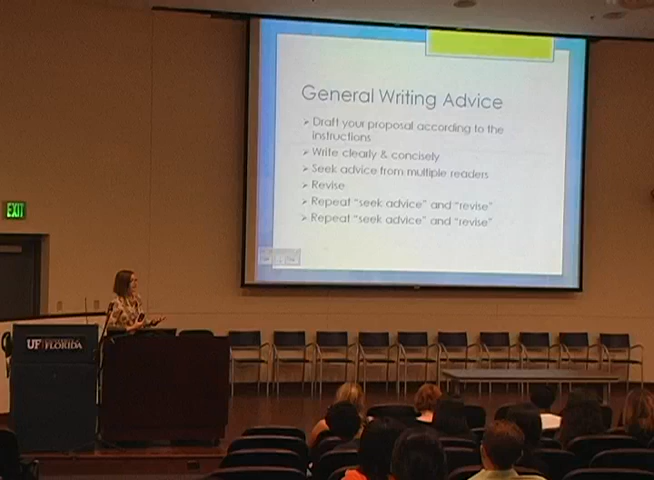 General Writing Advice
➢ Draft your proposal according to the
instructions
➢ Write clearly & concisely
➢ Seek advice from multiple readers
➢ Revise
➢ Repeat "seek advice" and "revise"
➢ Repeat "seek advice" and "revise"
EXIT
UF FLORIDA